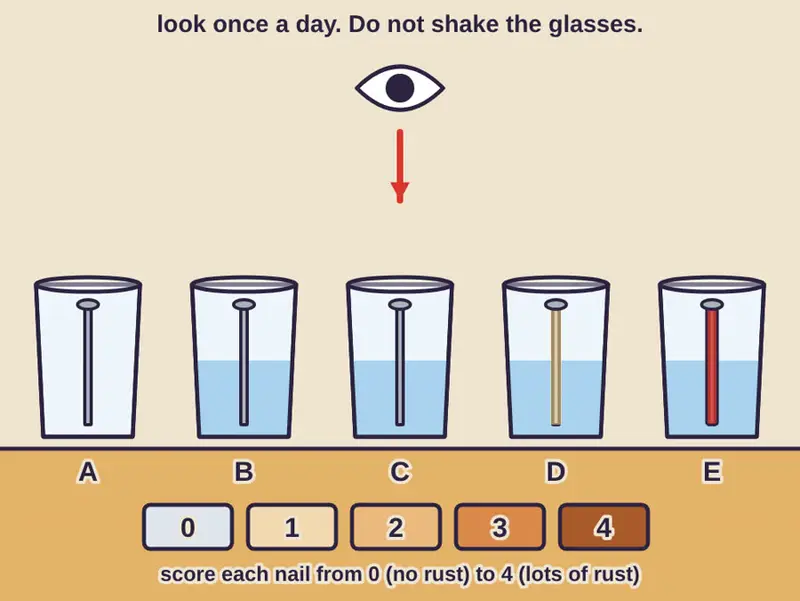 look once a day. Do not shake the glasses.
A B C D E
0 1 2 3 4
score each nail from 0 (no rust) to 4 (lots of rust)